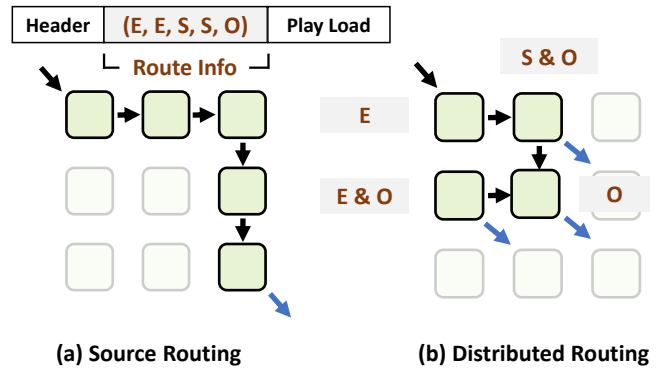 Header (E, E, S, S, O) Play Load
Route Info
S & O
E
E & O
O
(a) Source Routing
(b) Distributed Routing